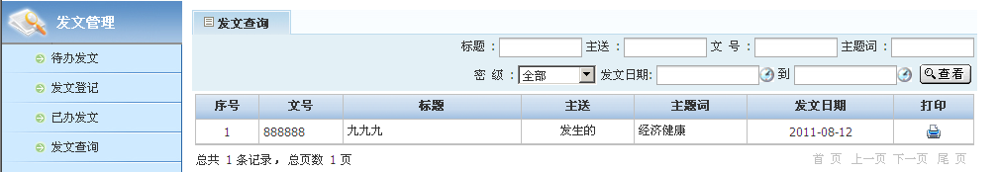 发文管理
待办发文
发文登记
已办发文
发文查询
发文查询
标题 : 主送 : 文 号 : 主题词 :
密 级 : 全部 发文日期: 到 查看
序号 文号 标题 主送 主题词 发文日期 打印
1 888888 九九九 发生的 经济健康 2011-08-12
总共 1 条记录， 总页数 1 页 首 页 上一页 下一页 尾 页